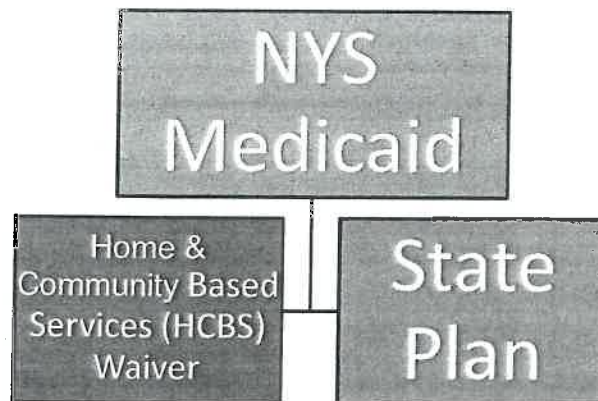 NYS
Medicaid
Home &
Community Based
Services (HCBS)
Waiver
State
Plan